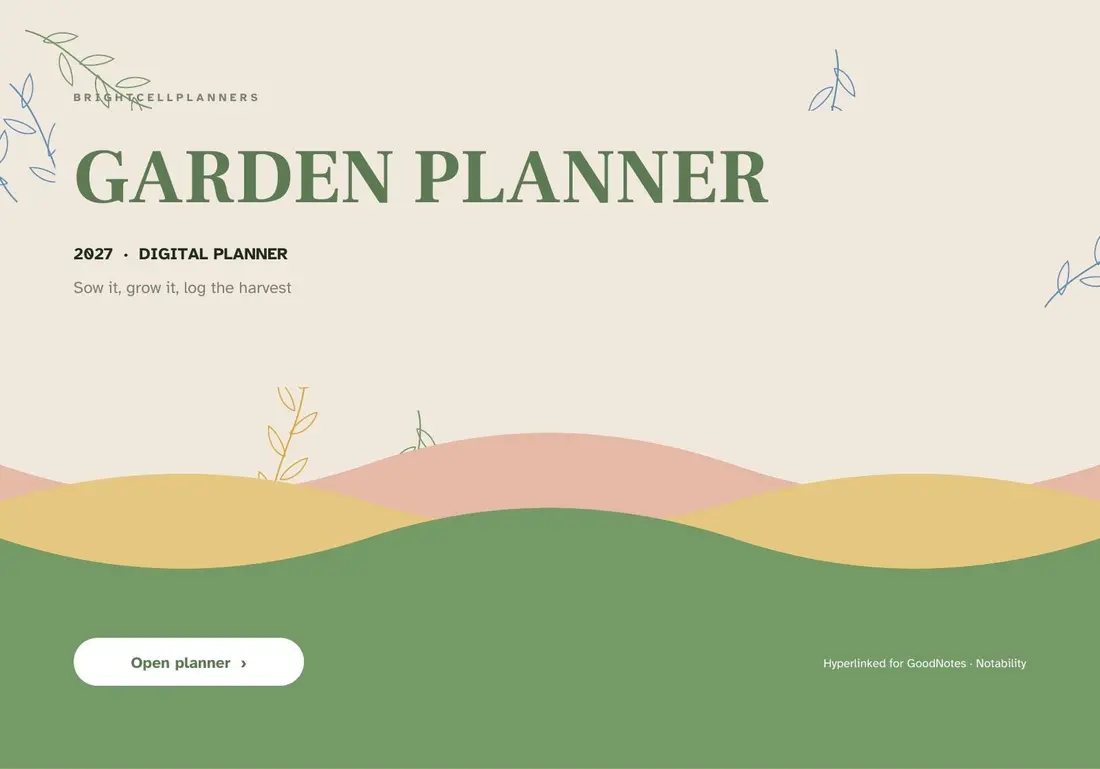 BRIGHTCELLPLANNERS
GARDEN PLANNER
2027 · DIGITAL PLANNER
Sow it, grow it, log the harvest
Open planner ›
Hyperlinked for GoodNotes · Notability